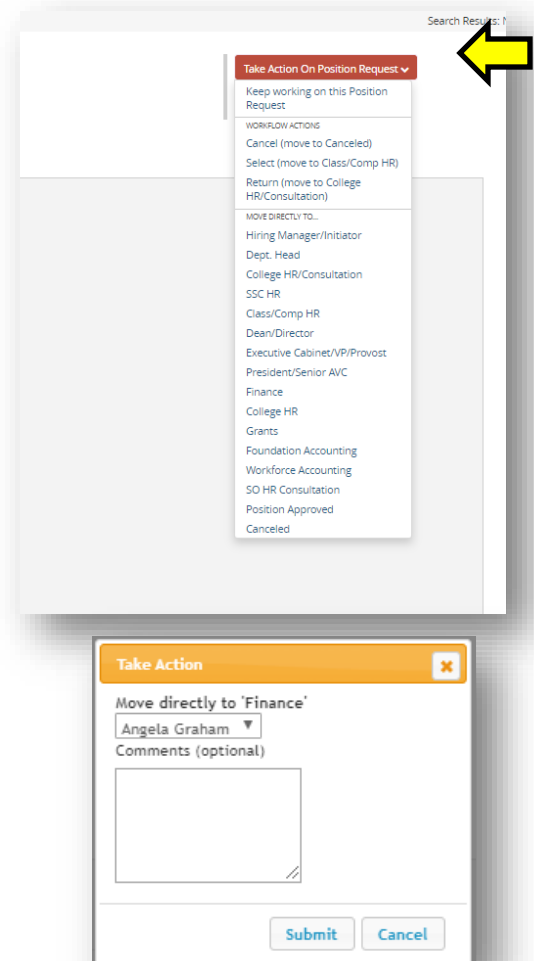 Search Results:
Take Action On Position Request
Keep working on this Position
Request
WORKFLOW ACTIONS
Cancel (move to Canceled)
Select (move to Class/Comp HR)
Return (move to College
HR/Consultation)
MOVE DIRECTLY TO...
Hiring Manager/Initiator
Dept. Head
College HR/Consultation
SSC HR
Class/Comp HR
Dean/Director
Executive Cabinet/VP/Provost
President/Senior AVC
Finance
College HR
Grants
Foundation Accounting
Workforce Accounting
SO HR Consultation
Position Approved
Canceled
Take Action
Move directly to 'Finance'
Angela Graham
Comments (optional)
Submit Cancel